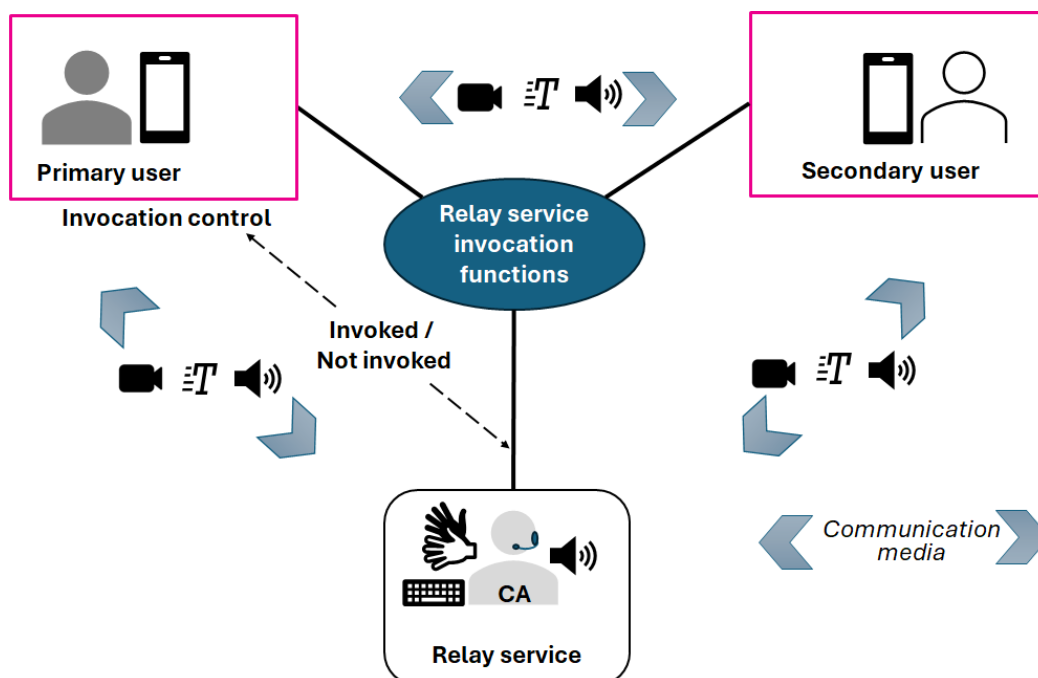 T
Primary user
Secondary user
Invocation control
Relay service
invocation
functions
Invoked /
Not invoked
T
T
CA
Relay service
Communication
media